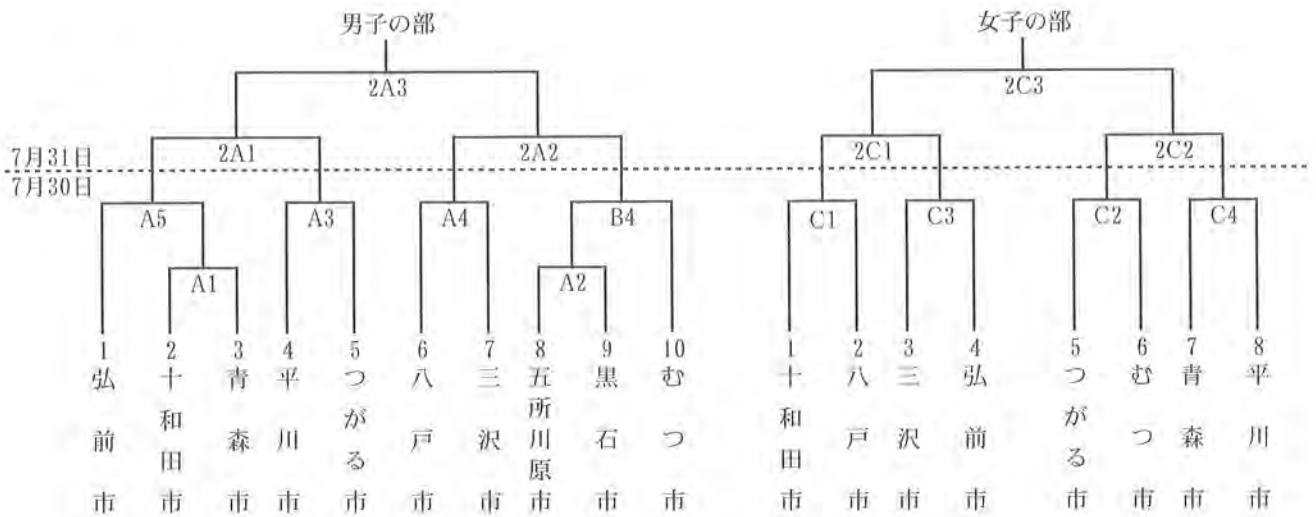 男子の部 女子の部
2A3 2C3
7月31日 2A1 2A2 2C1 2C2
7月30日
A5 A3 A4 B4 C1 C3 C2 C4
A1 A2
1 2 3 4 5 6 7 8 9 10 1 2 3 4 5 6 7 8
弘前市
十和田市
青森市
平川市
つがる市
八戸市
三沢市
五所川原市
黒石市
むつ市
十和田市
八戸市
三沢市
弘前市
つがる市
むつ市
青森市
平川市